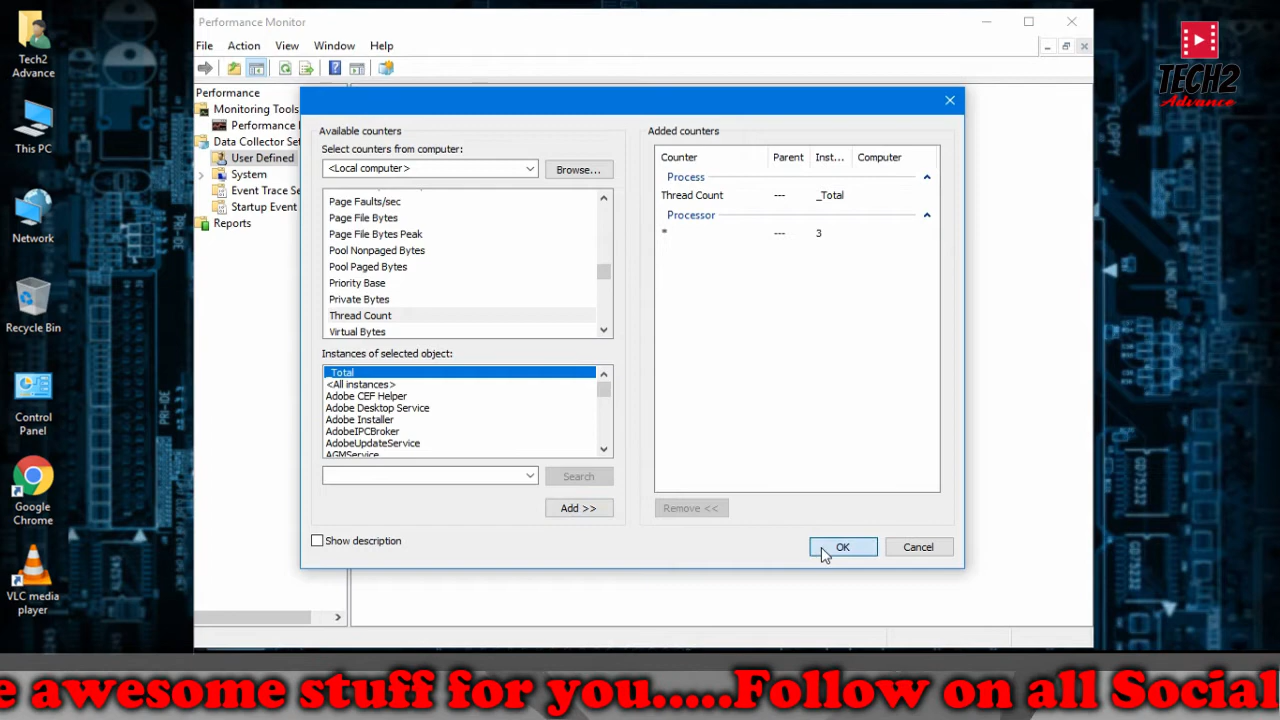 Performance Monitor
File Action View Window Help
Performance
Monitoring Tools
Performance
Data Collector Set
User Defined
System
Event Trace Se
Startup Event
Reports
Available counters
Select counters from computer:
<Local computer>
Browse...
Page Faults/sec
Page File Bytes
Page File Bytes Peak
Pool Nonpaged Bytes
Pool Paged Bytes
Priority Base
Private Bytes
Thread Count
Virtual Bytes
Instances of selected object:
_Total
<All instances>
Adobe CEF Helper
Adobe Desktop Service
Adobe Installer
AdobeIPCBroker
AdobeUpdateService
AGMService
Search
Add >>
Show description
Added counters
Counter Parent Inst... Computer
Process
Thread Count --- _Total
Processor
* --- 3
Remove <<
OK Cancel
Tech2
Advance
This PC
Network
Recycle Bin
Control
Panel
Google
Chrome
VLC media
player
TECH2
Advance
e awesome stuff for you.....Follow on all Social